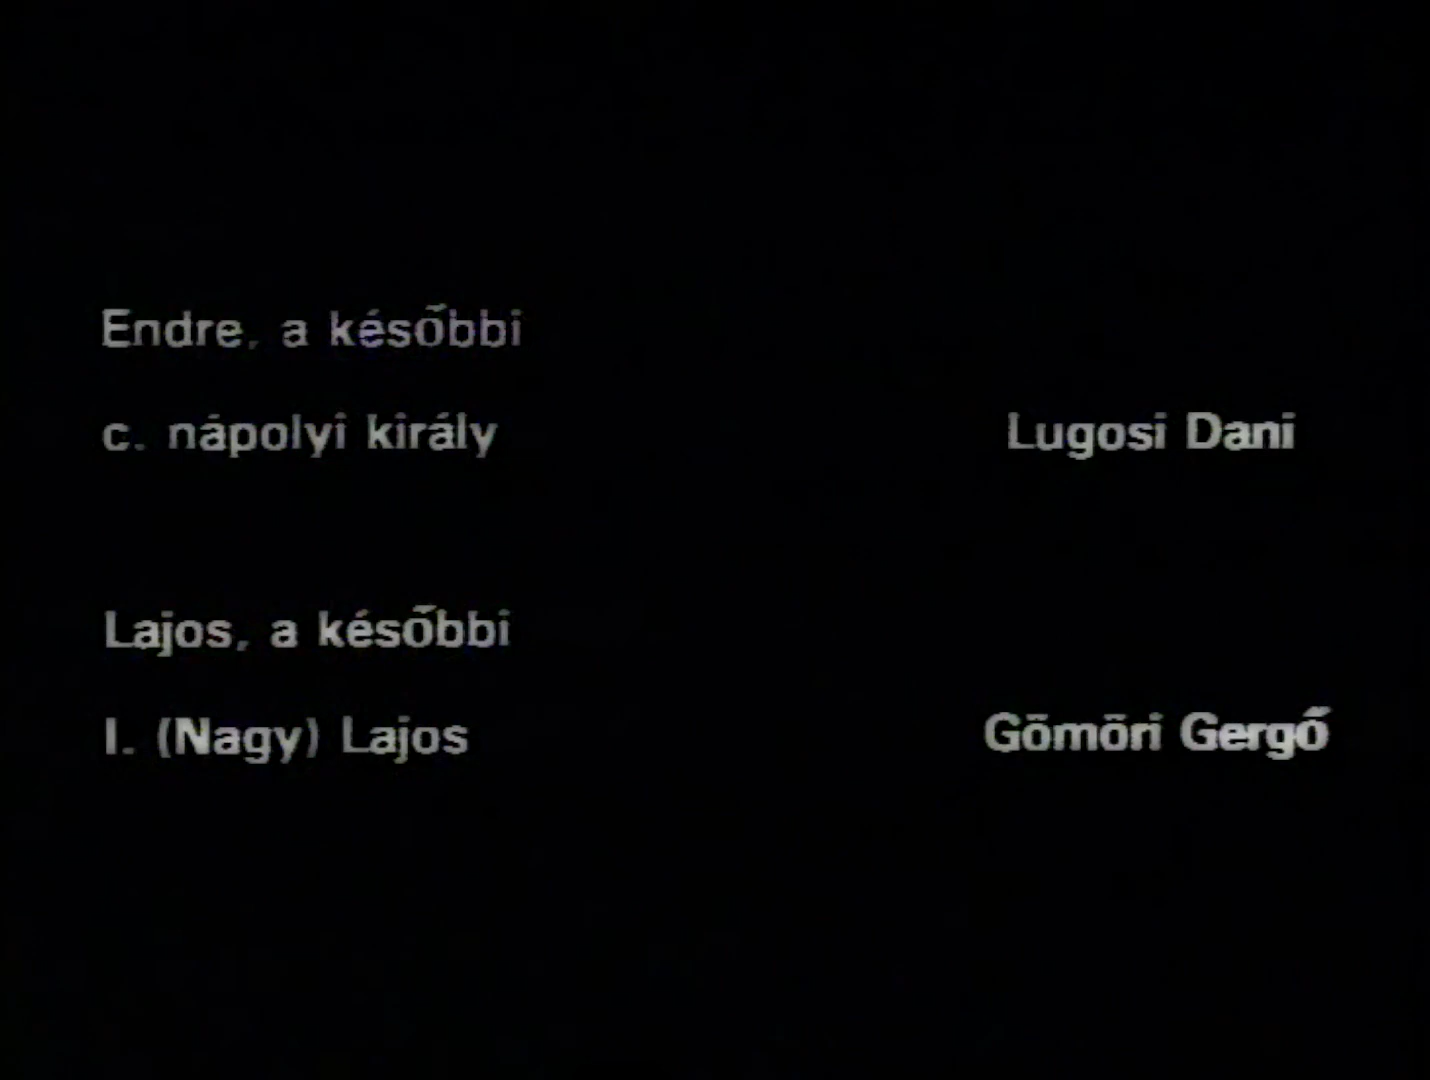 Endre, a későbbi
c. nápolyi király Lugosi Dani
Lajos, a későbbi
I. (Nagy) Lajos Gömöri Gergő